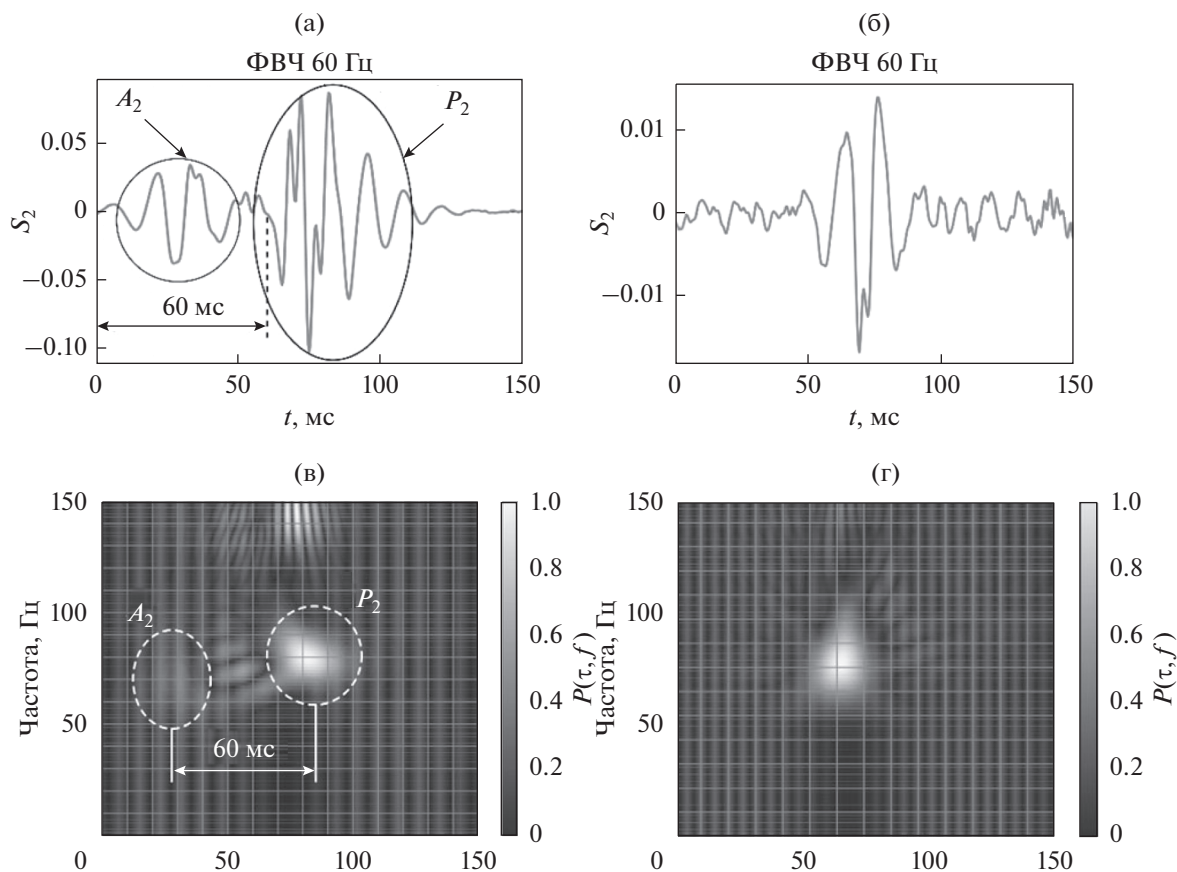 (а)
ФВЧ 60 Гц
A₂
P₂
0.05
0
−0.05
−0.10
S₂
60 мс
0 50 100 150
t, мс
(б)
ФВЧ 60 Гц
0.01
0
−0.01
S₂
0 50 100 150
t, мс
(в)
150
100
50
0 50 100 150
Частота, Гц
A₂
P₂
60 мс
1.0
0.8
0.6
0.4
0.2
0
P(τ, f)
(г)
150
100
50
0 50 100 150
Частота, Гц
1.0
0.8
0.6
0.4
0.2
0
P(τ, f)